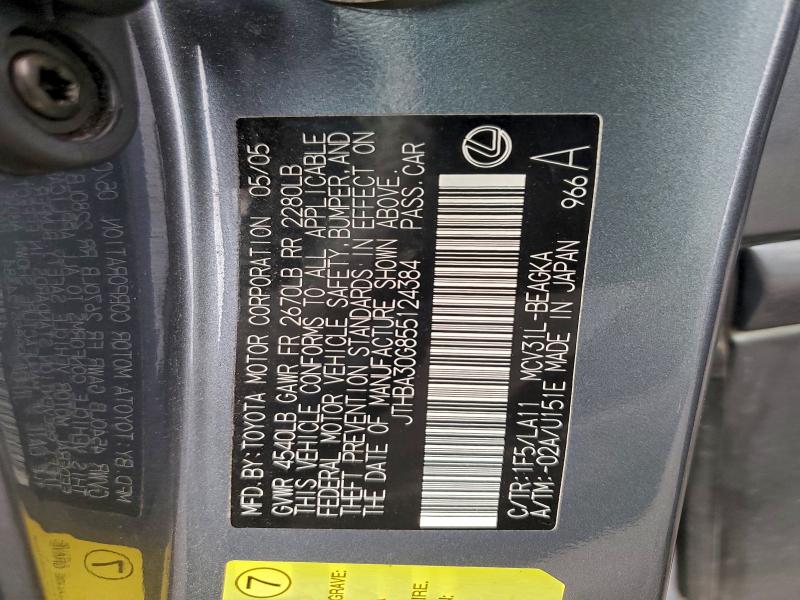 MFD. BY: TOYOTA MOTOR CORPORATION 05/05
GVWR 4540LB GAWR FR 2670LB RR 2280LB
THIS VEHICLE CONFORMS TO ALL APPLICABLE
FEDERAL MOTOR VEHICLE SAFETY, BUMPER, AND
THEFT PREVENTION STANDARDS IN EFFECT ON
THE DATE OF MANUFACTURE SHOWN ABOVE.
JTHBA30G855124384 PASS. CAR
C/TR: 1F5/LA11 MCV31L-BEAGKA 966 A
A/TM: -02A/U151E MADE IN JAPAN
7
GRAVE: